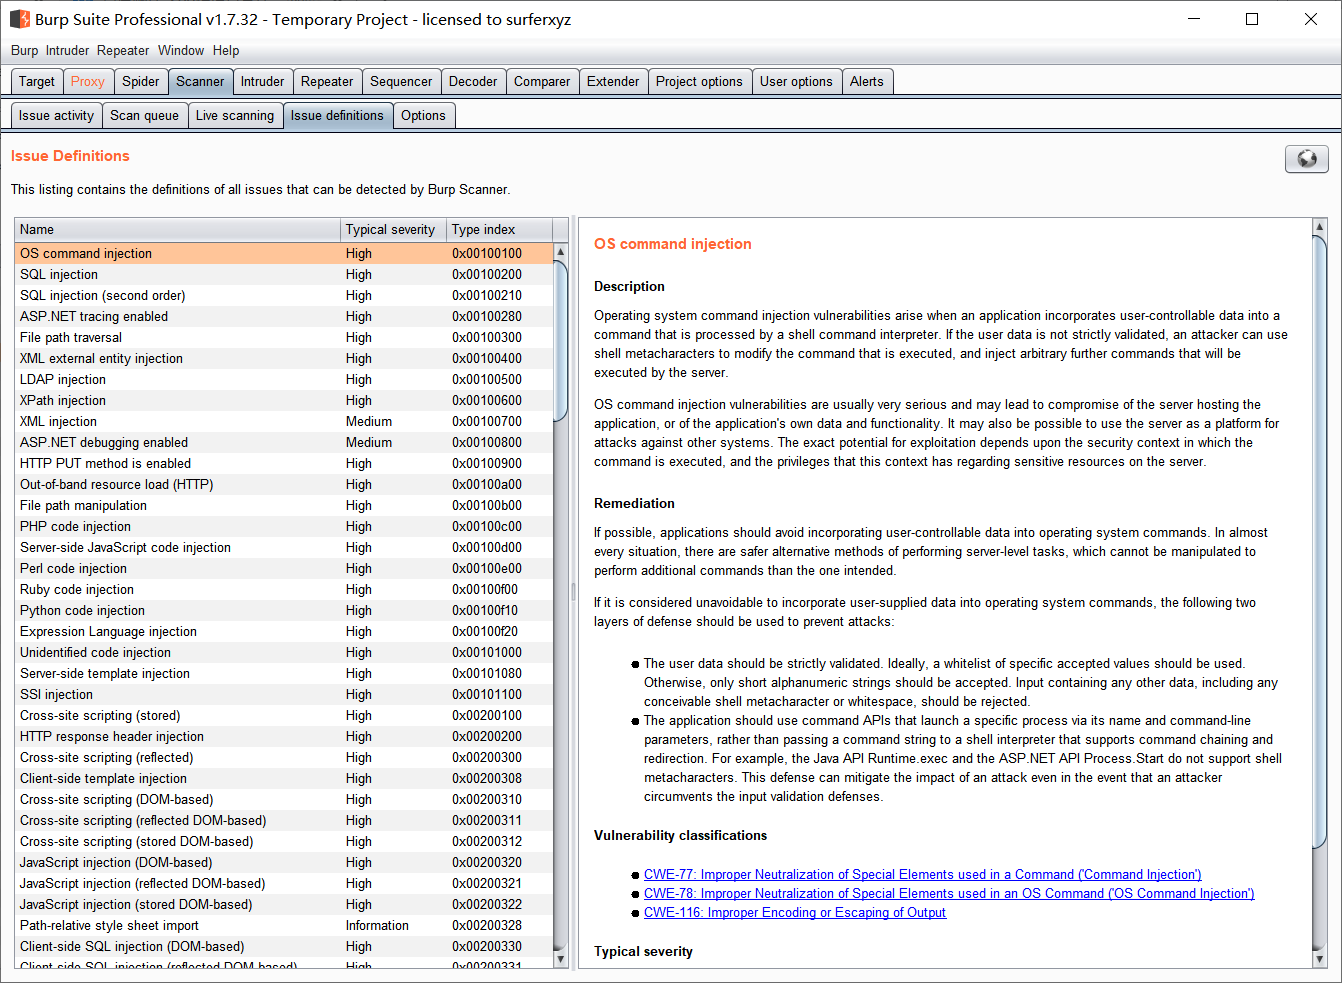 Burp Suite Professional v1.7.32 - Temporary Project - licensed to surferxyz
Burp Intruder Repeater Window Help
Target Proxy Spider Scanner Intruder Repeater Sequencer Decoder Comparer Extender Project options User options Alerts
Issue activity Scan queue Live scanning Issue definitions Options
Issue Definitions
This listing contains the definitions of all issues that can be detected by Burp Scanner.
Name Typical severity Type index
OS command injection High 0x00100100
SQL injection High 0x00100200
SQL injection (second order) High 0x00100210
ASP.NET tracing enabled High 0x00100280
File path traversal High 0x00100300
XML external entity injection High 0x00100400
LDAP injection High 0x00100500
XPath injection High 0x00100600
XML injection Medium 0x00100700
ASP.NET debugging enabled Medium 0x00100800
HTTP PUT method is enabled High 0x00100900
Out-of-band resource load (HTTP) High 0x00100a00
File path manipulation High 0x00100b00
PHP code injection High 0x00100c00
Server-side JavaScript code injection High 0x00100d00
Perl code injection High 0x00100e00
Ruby code injection High 0x00100f00
Python code injection High 0x00100f10
Expression Language injection High 0x00100f20
Unidentified code injection High 0x00101000
Server-side template injection High 0x00101080
SSI injection High 0x00101100
Cross-site scripting (stored) High 0x00200100
HTTP response header injection High 0x00200200
Cross-site scripting (reflected) High 0x00200300
Client-side template injection High 0x00200308
Cross-site scripting (DOM-based) High 0x00200310
Cross-site scripting (reflected DOM-based) High 0x00200311
Cross-site scripting (stored DOM-based) High 0x00200312
JavaScript injection (DOM-based) High 0x00200320
JavaScript injection (reflected DOM-based) High 0x00200321
JavaScript injection (stored DOM-based) High 0x00200322
Path-relative style sheet import Information 0x00200328
Client-side SQL injection (DOM-based) High 0x00200330
Client-side SQL injection (reflected DOM-based) High 0x00200331
OS command injection
Description
Operating system command injection vulnerabilities arise when an application incorporates user-controllable data into a
command that is processed by a shell command interpreter. If the user data is not strictly validated, an attacker can use
shell metacharacters to modify the command that is executed, and inject arbitrary further commands that will be
executed by the server.
OS command injection vulnerabilities are usually very serious and may lead to compromise of the server hosting the
application, or of the application's own data and functionality. It may also be possible to use the server as a platform for
attacks against other systems. The exact potential for exploitation depends upon the security context in which the
command is executed, and the privileges that this context has regarding sensitive resources on the server.
Remediation
If possible, applications should avoid incorporating user-controllable data into operating system commands. In almost
every situation, there are safer alternative methods of performing server-level tasks, which cannot be manipulated to
perform additional commands than the one intended.
If it is considered unavoidable to incorporate user-supplied data into operating system commands, the following two
layers of defense should be used to prevent attacks:
● The user data should be strictly validated. Ideally, a whitelist of specific accepted values should be used.
Otherwise, only short alphanumeric strings should be accepted. Input containing any other data, including any
conceivable shell metacharacter or whitespace, should be rejected.
● The application should use command APIs that launch a specific process via its name and command-line
parameters, rather than passing a command string to a shell interpreter that supports command chaining and
redirection. For example, the Java API Runtime.exec and the ASP.NET API Process.Start do not support shell
metacharacters. This defense can mitigate the impact of an attack even in the event that an attacker
circumvents the input validation defenses.
Vulnerability classifications
● CWE-77: Improper Neutralization of Special Elements used in a Command ('Command Injection')
● CWE-78: Improper Neutralization of Special Elements used in an OS Command ('OS Command Injection')
● CWE-116: Improper Encoding or Escaping of Output
Typical severity